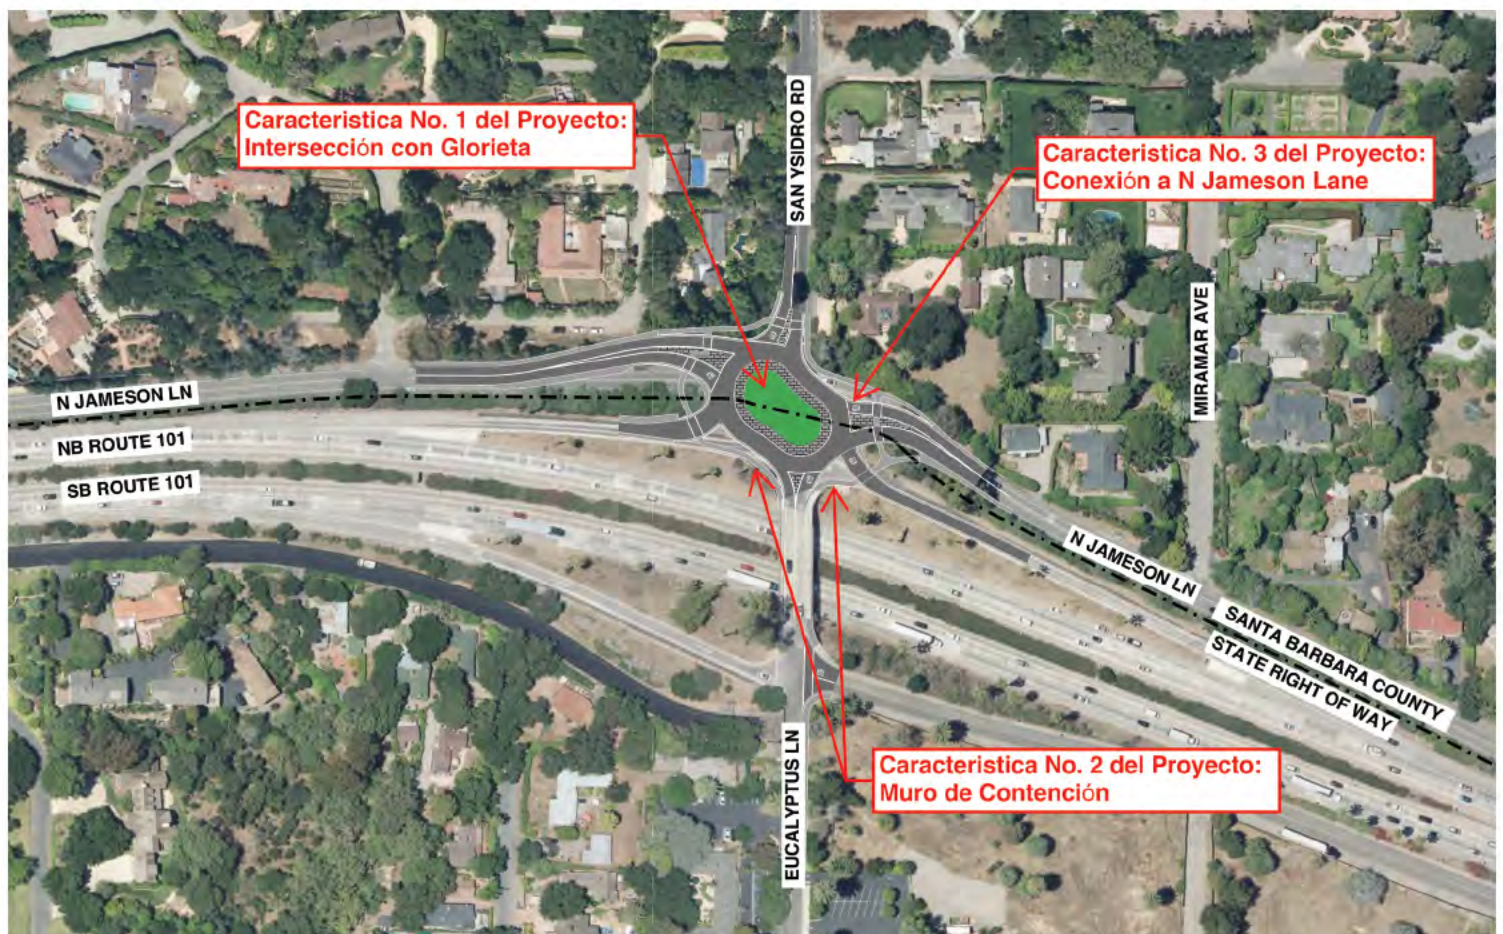 SAN YSIDRO RD
Caracteristica No. 1 del Proyecto:
Intersección con Glorieta
Caracteristica No. 3 del Proyecto:
Conexión a N Jameson Lane
MIRAMAR AVE
N JAMESON LN
NB ROUTE 101
SB ROUTE 101
N JAMESON LN
SANTA BARBARA COUNTY
STATE RIGHT OF WAY
EUCALYPTUS LN
Caracteristica No. 2 del Proyecto:
Muro de Contención